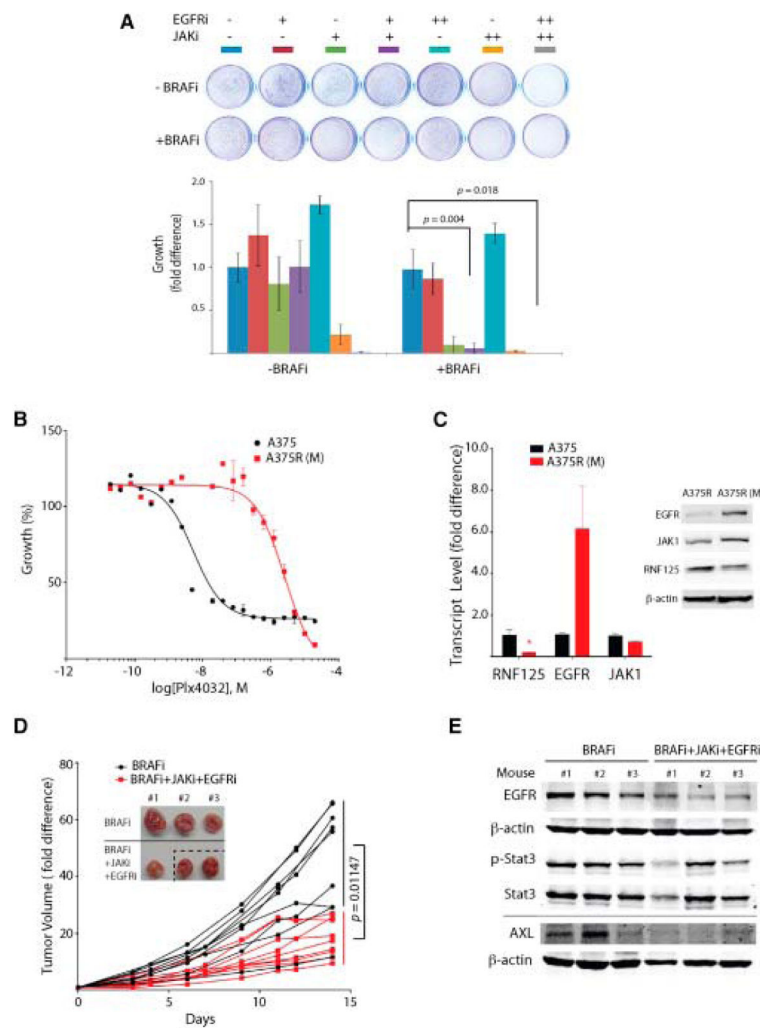 A
EGFRi - + - + ++ - ++
JAKi - - + + - ++ ++
- BRAFi
+BRAFi
p = 0.018
p = 0.004
Growth
(fold difference)
2.0
1.5
1.0
0.5
-BRAFi +BRAFi
B
A375
A375R (M)
Growth (%)
150
100
50
-12 -10 -8 -6 -4
log[Plx4032], M
C
A375
A375R (M)
Transcript Level (fold difference)
10.0
8.0
6.0
4.0
2.0
1.0
*
RNF125 EGFR JAK1
A375R A375R (M)
EGFR
JAK1
RNF125
β-actin
D
BRAFi
BRAFi+JAKi+EGFRi
#1 #2 #3
BRAFi
BRAFi
+JAKi
+EGFRi
Tumor Volume ( fold difference)
80
60
40
20
p = 0.01147
0 5 10 15
Days
E
BRAFi BRAFi+JAKi+EGFRi
Mouse #1 #2 #3 #1 #2 #3
EGFR
β-actin
p-Stat3
Stat3
AXL
β-actin